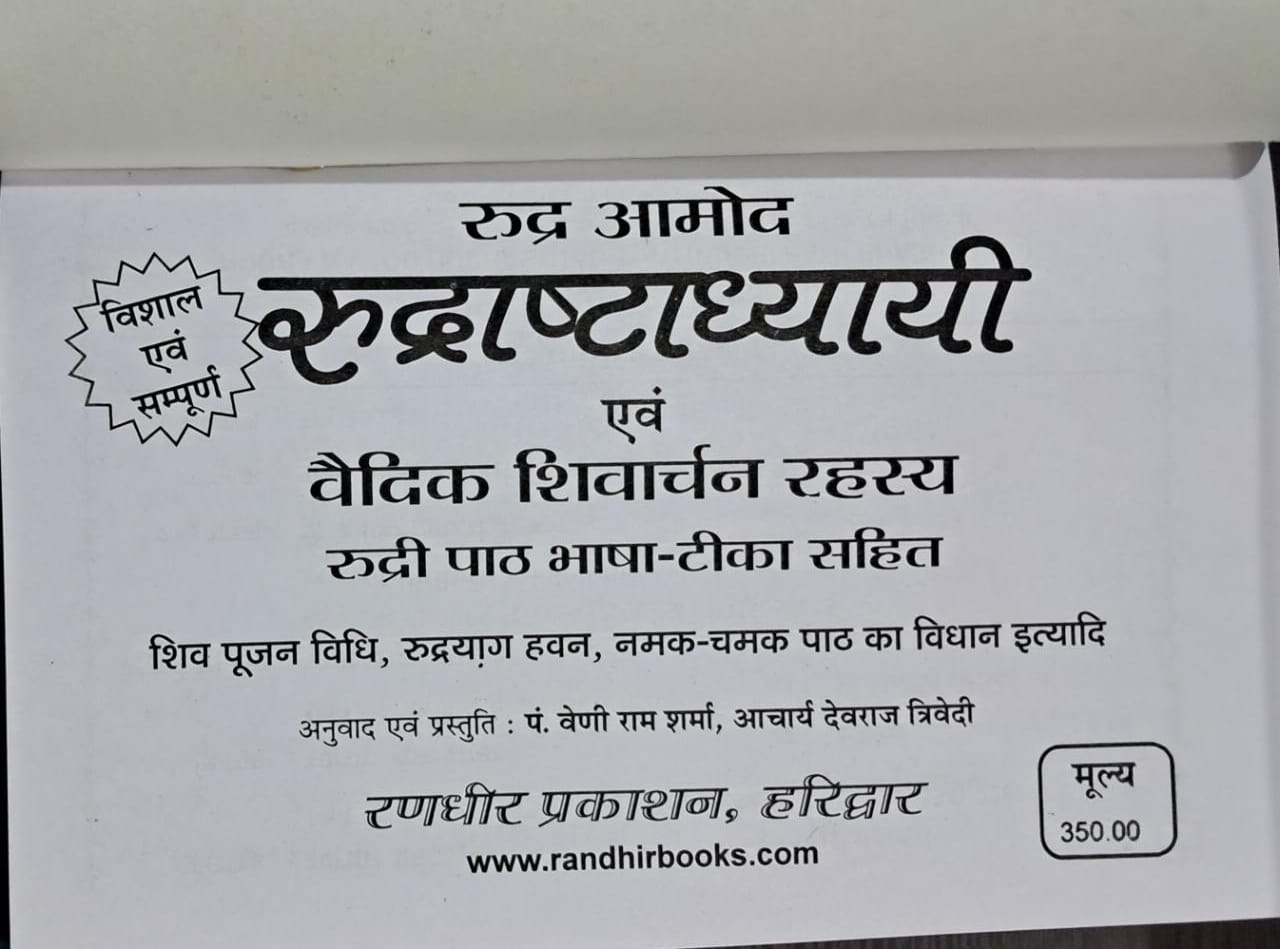 रुद्र आमोद
विशाल
एवं
सम्पूर्ण
रुद्राष्टाध्यायी
एवं
वैदिक शिवार्चन रहस्य
रुद्री पाठ भाषा-टीका सहित
शिव पूजन विधि, रुद्रयाग हवन, नमक-चमक पाठ का विधान इत्यादि
अनुवाद एवं प्रस्तुति : पं. वेणी राम शर्मा, आचार्य देवराज त्रिवेदी
रणधीर प्रकाशन, हरिद्वार
www.randhirbooks.com
मूल्य
350.00